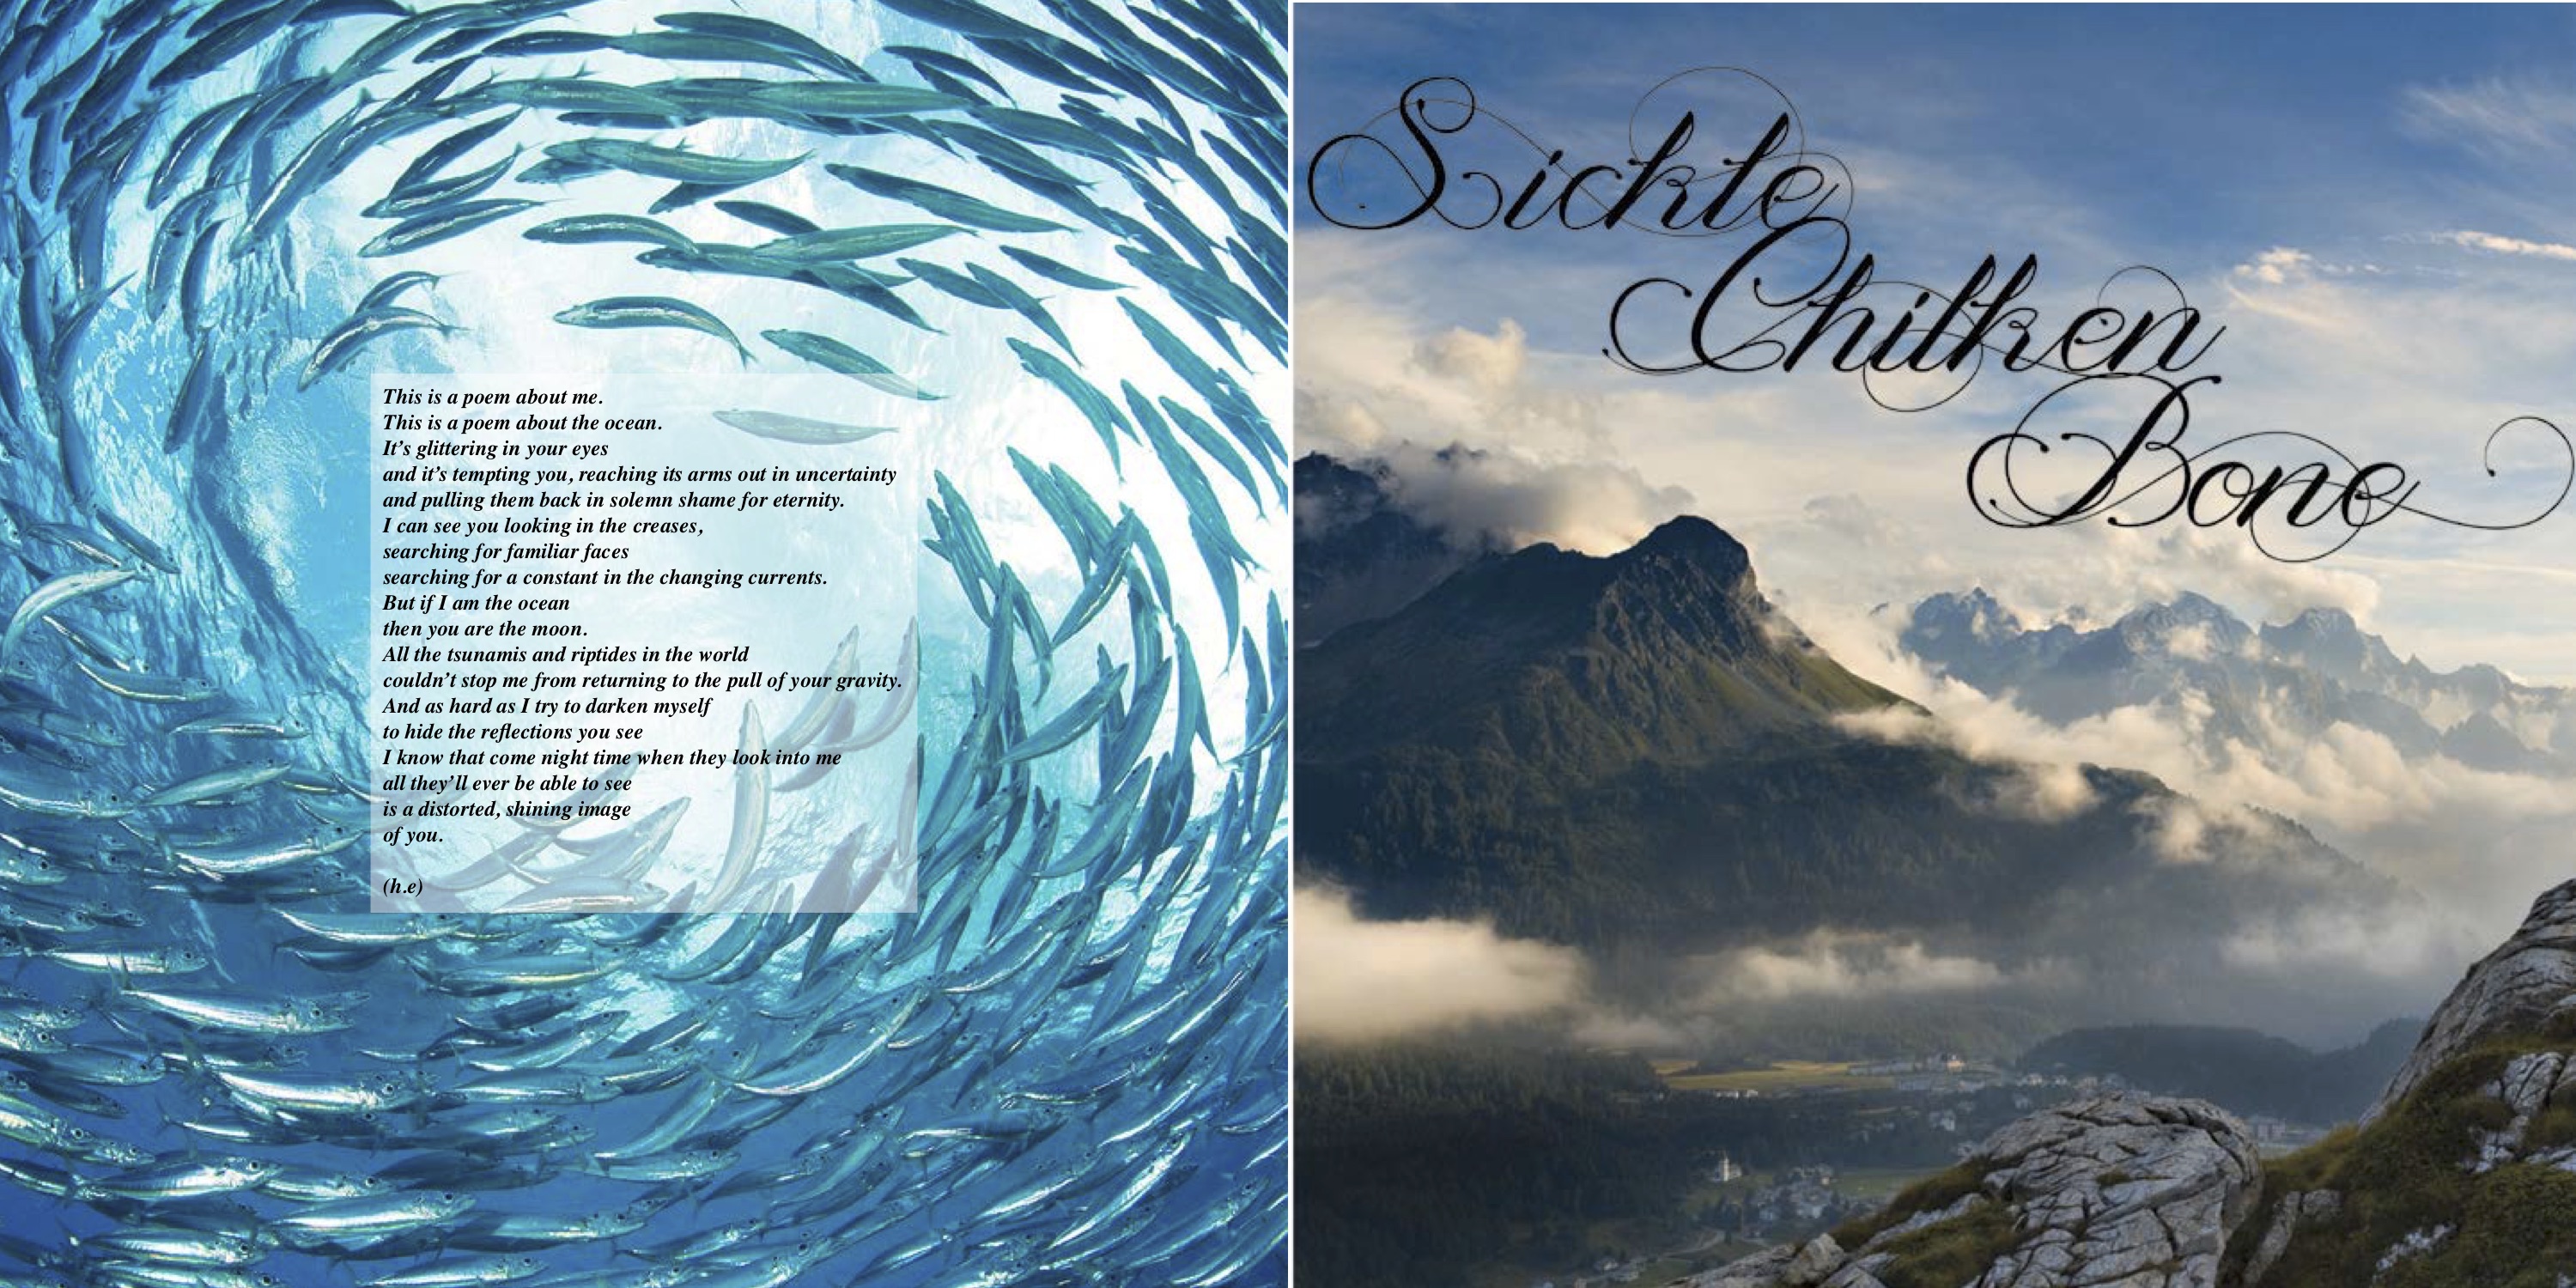 This is a poem about me.
This is a poem about the ocean.
It’s glittering in your eyes
and it’s tempting you, reaching its arms out in uncertainty
and pulling them back in solemn shame for eternity.
I can see you looking in the creases,
searching for familiar faces
searching for a constant in the changing currents.
But if I am the ocean
then you are the moon.
All the tsunamis and riptides in the world
couldn’t stop me from returning to the pull of your gravity.
And as hard as I try to darken myself
to hide the reflections you see
I know that come night time when they look into me
all they’ll ever be able to see
is a distorted, shining image
of you.
(h.e)
Sickle
Chilken
Bone